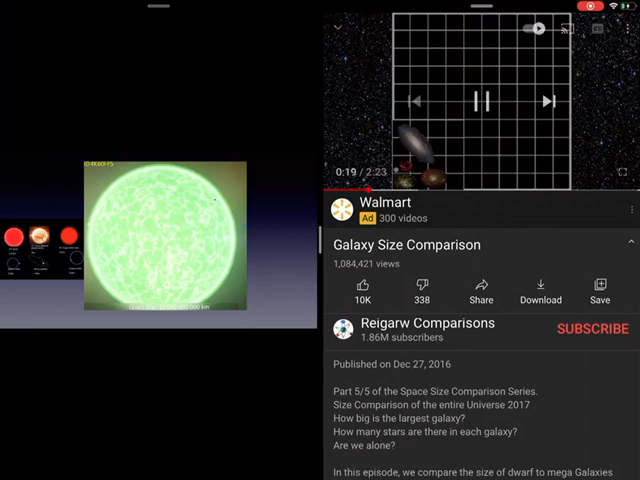 ID4K60FPS
0:19 / 2:23
Walmart
Ad 300 videos
Galaxy Size Comparison
1,084,421 views
10K
338
Share
Download
Save
Reigarw Comparisons
1.86M subscribers
SUBSCRIBE
Published on Dec 27, 2016
Part 5/5 of the Space Size Comparison Series.
Size Comparison of the entire Universe 2017
How big is the largest galaxy?
How many stars are there in each galaxy?
Are we alone?
In this episode, we compare the size of dwarf to mega Galaxies